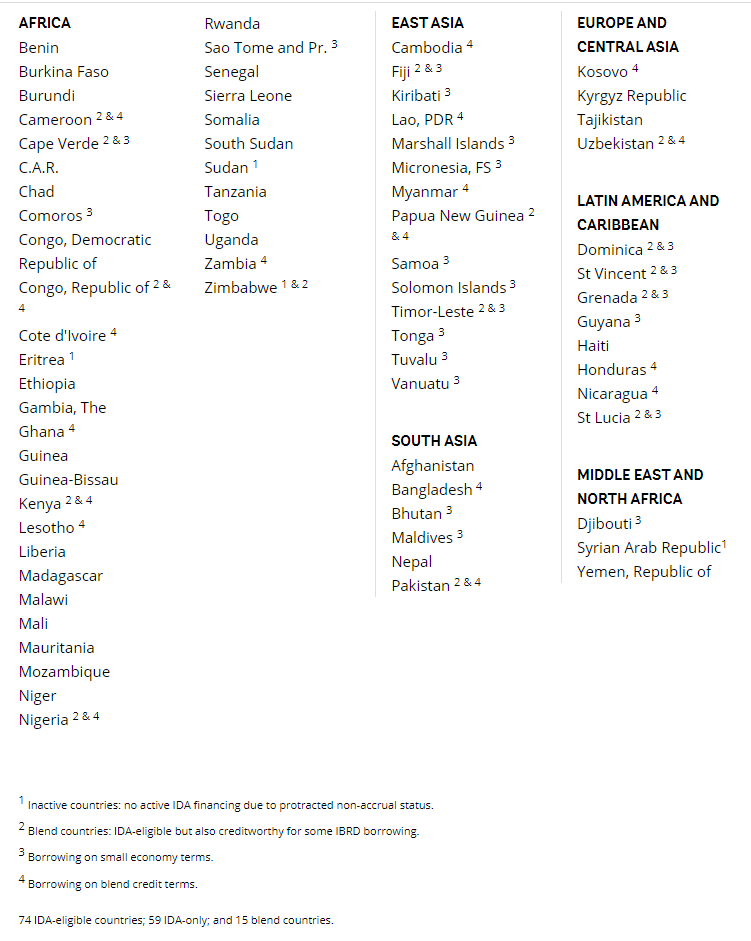 AFRICA
Benin
Burkina Faso
Burundi
Cameroon 2 & 4
Cape Verde 2 & 3
C.A.R.
Chad
Comoros 3
Congo, Democratic
Republic of
Congo, Republic of 2 &
4
Cote d'Ivoire 4
Eritrea 1
Ethiopia
Gambia, The
Ghana 4
Guinea
Guinea-Bissau
Kenya 2 & 4
Lesotho 4
Liberia
Madagascar
Malawi
Mali
Mauritania
Mozambique
Niger
Nigeria 2 & 4
Rwanda
Sao Tome and Pr. 3
Senegal
Sierra Leone
Somalia
South Sudan
Sudan 1
Tanzania
Togo
Uganda
Zambia 4
Zimbabwe 1 & 2
EAST ASIA
Cambodia 4
Fiji 2 & 3
Kiribati 3
Lao, PDR 4
Marshall Islands 3
Micronesia, FS 3
Myanmar 4
Papua New Guinea 2
& 4
Samoa 3
Solomon Islands 3
Timor-Leste 2 & 3
Tonga 3
Tuvalu 3
Vanuatu 3
SOUTH ASIA
Afghanistan
Bangladesh 4
Bhutan 3
Maldives 3
Nepal
Pakistan 2 & 4
EUROPE AND
CENTRAL ASIA
Kosovo 4
Kyrgyz Republic
Tajikistan
Uzbekistan 2 & 4
LATIN AMERICA AND
CARIBBEAN
Dominica 2 & 3
St Vincent 2 & 3
Grenada 2 & 3
Guyana 3
Haiti
Honduras 4
Nicaragua 4
St Lucia 2 & 3
MIDDLE EAST AND
NORTH AFRICA
Djibouti 3
Syrian Arab Republic1
Yemen, Republic of
1 Inactive countries: no active IDA financing due to protracted non-accrual status.
2 Blend countries: IDA-eligible but also creditworthy for some IBRD borrowing.
3 Borrowing on small economy terms.
4 Borrowing on blend credit terms.
74 IDA-eligible countries; 59 IDA-only; and 15 blend countries.